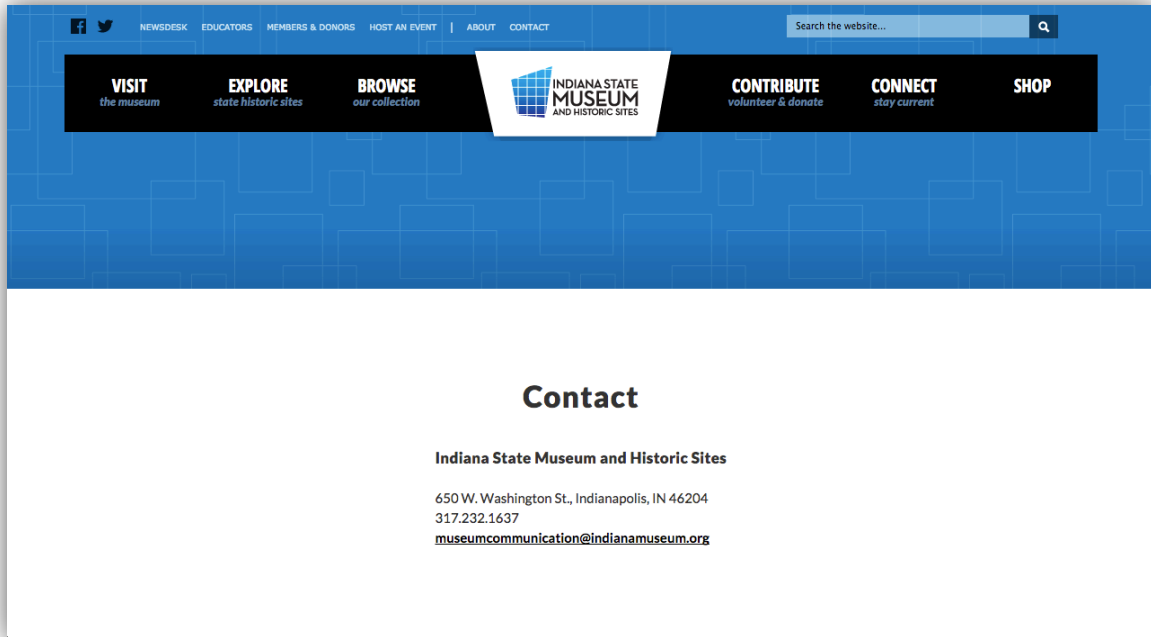 NEWSDESK EDUCATORS MEMBERS & DONORS HOST AN EVENT | ABOUT CONTACT
Search the website...
VISIT
the museum
EXPLORE
state historic sites
BROWSE
our collection
INDIANA STATE
MUSEUM
AND HISTORIC SITES
CONTRIBUTE
volunteer & donate
CONNECT
stay current
SHOP
Contact
Indiana State Museum and Historic Sites
650 W. Washington St., Indianapolis, IN 46204
317.232.1637
museumcommunication@indianamuseum.org